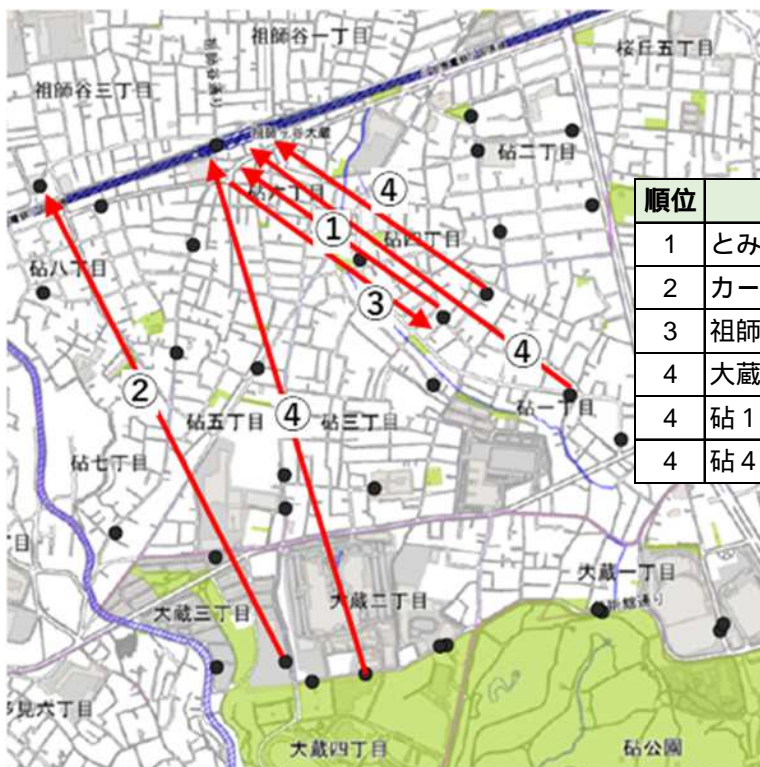 祖師谷一丁目
桜丘五丁目
祖師谷三丁目
祖師ヶ谷大蔵
砧二丁目
砧六丁目
④
①
砧四丁目
砧八丁目
③
④
②
④
砧一丁目
砧五丁目
砧三丁目
砧七丁目
大蔵一丁目
大蔵三丁目
大蔵二丁目
見六丁目
大蔵四丁目
砧公園
順位
1 とみ
2 カー
3 祖師
4 大蔵
4 砧１
4 砧４